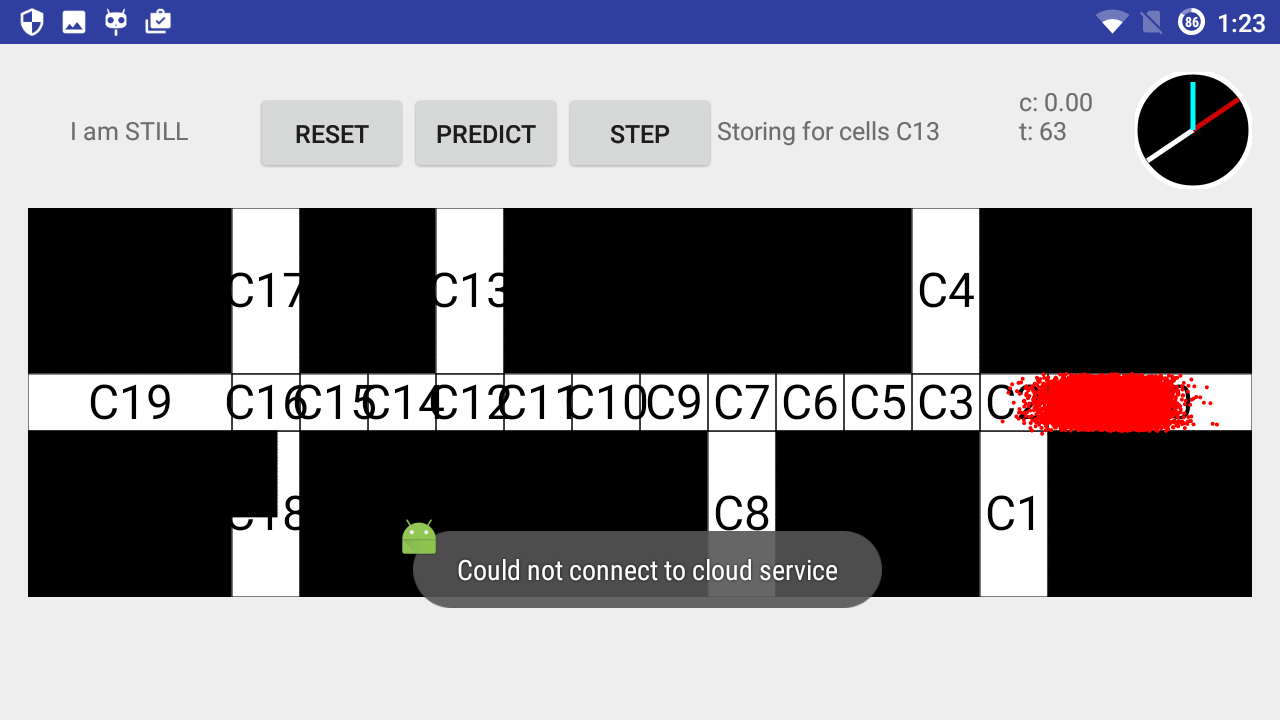 86 1:23
I am STILL RESET PREDICT STEP Storing for cells C13 c: 0.00
t: 63
C17 C13 C4
C19 C16 C15 C14 C12 C11 C10 C9 C7 C6 C5 C3
C18 C8 C1
Could not connect to cloud service